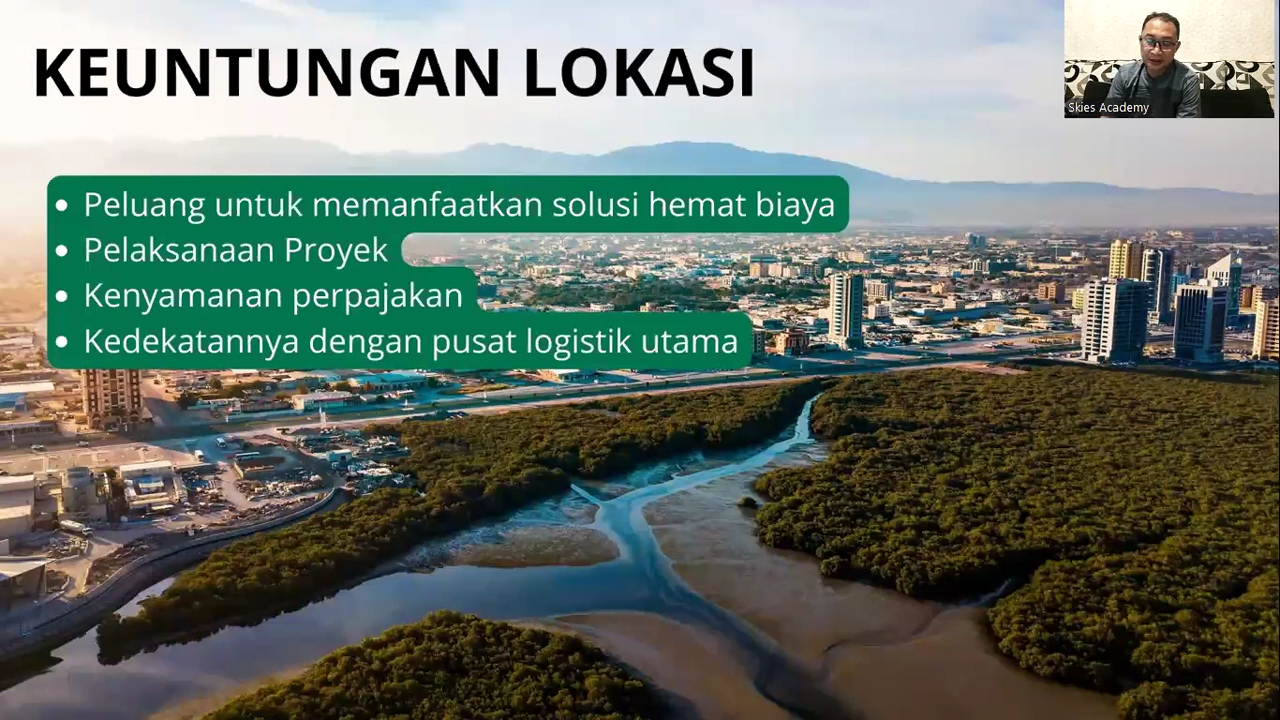 KEUNTUNGAN LOKASI
• Peluang untuk memanfaatkan solusi hemat biaya
• Pelaksanaan Proyek
• Kenyamanan perpajakan
• Kedekatannya dengan pusat logistik utama
Skies Academy